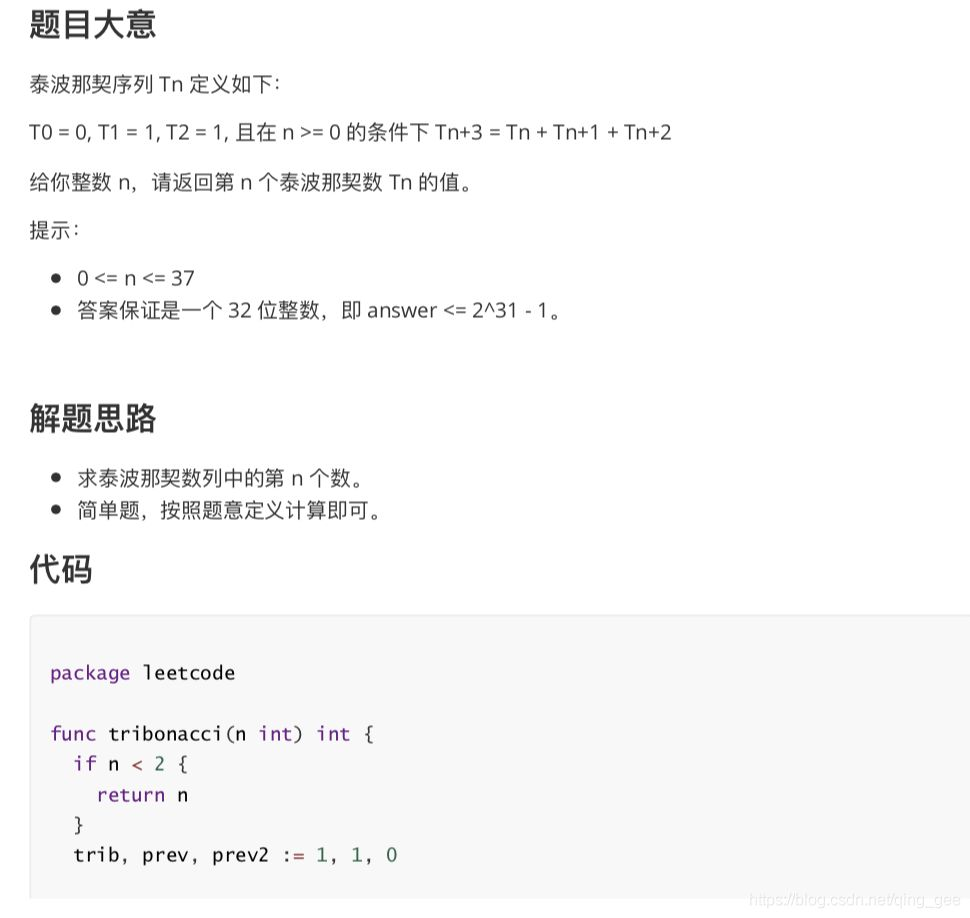 题目大意
泰波那契序列 Tn 定义如下：
T0 = 0, T1 = 1, T2 = 1, 且在 n >= 0 的条件下 Tn+3 = Tn + Tn+1 + Tn+2
给你整数 n，请返回第 n 个泰波那契数 Tn 的值。
提示：
• 0 <= n <= 37
• 答案保证是一个 32 位整数，即 answer <= 2^31 - 1。
解题思路
• 求泰波那契数列中的第 n 个数。
• 简单题，按照题意定义计算即可。
代码
package leetcode
func tribonacci(n int) int {
if n < 2 {
return n
}
trib, prev, prev2 := 1, 1, 0
https://blog.csdn.net/qing_gee